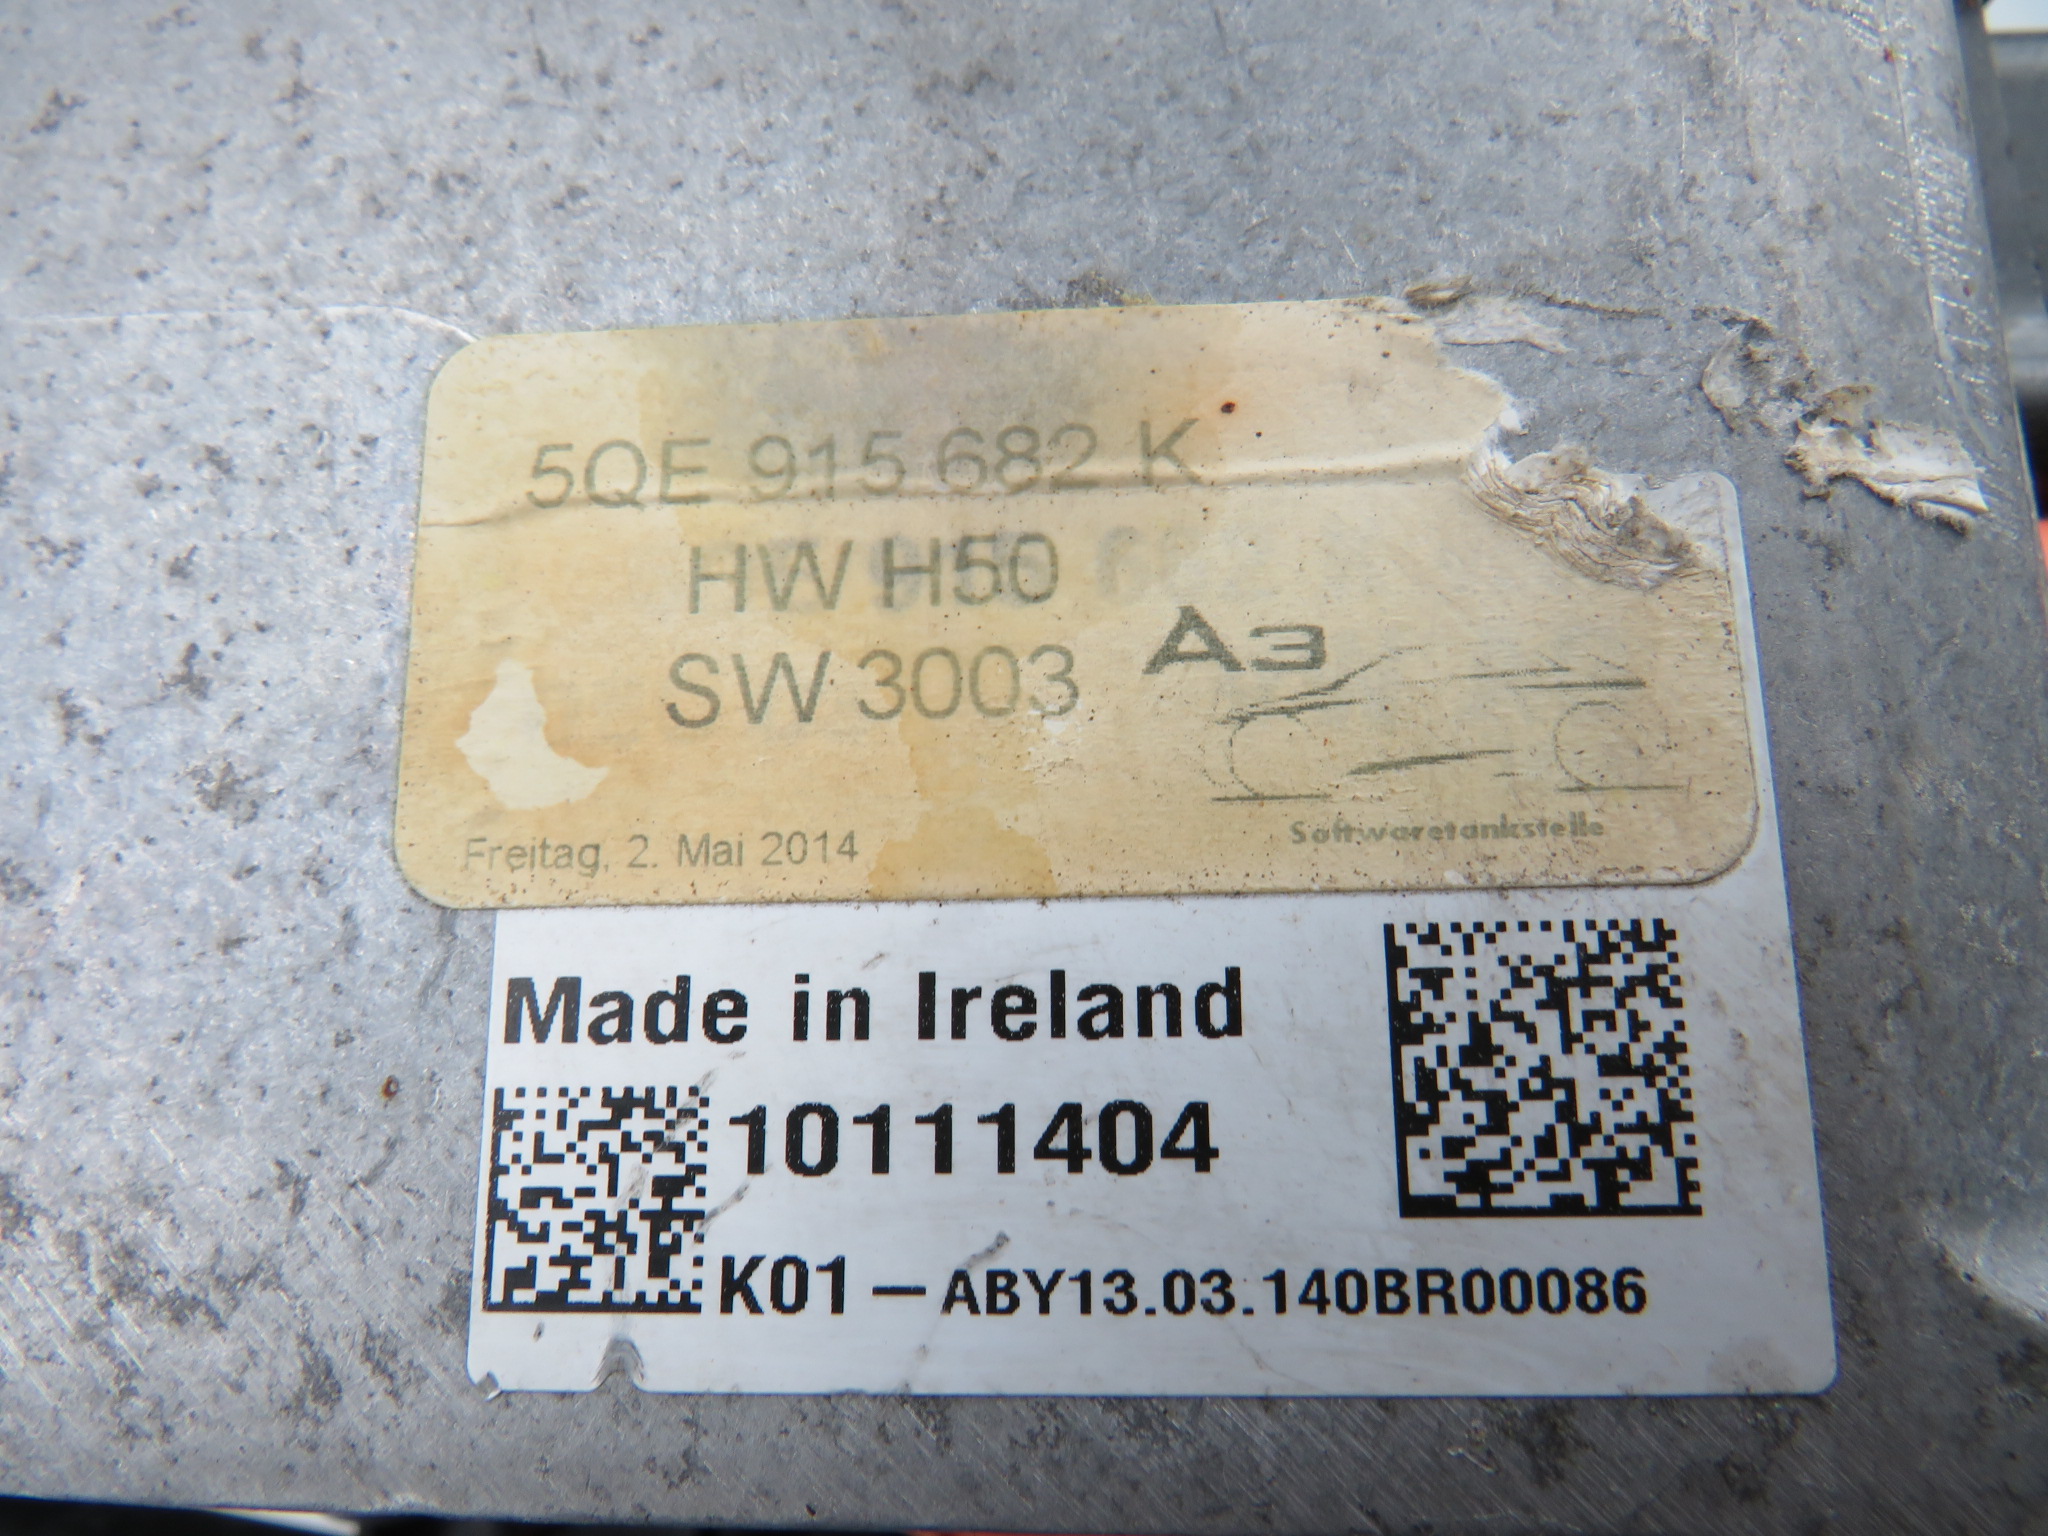 5QE 915 682 K
HW H50
SW 3003
A3
Softwaretankstelle
Freitag, 2. Mai 2014
Made in Ireland
10111404
K01 – ABY13.03.140BR00086